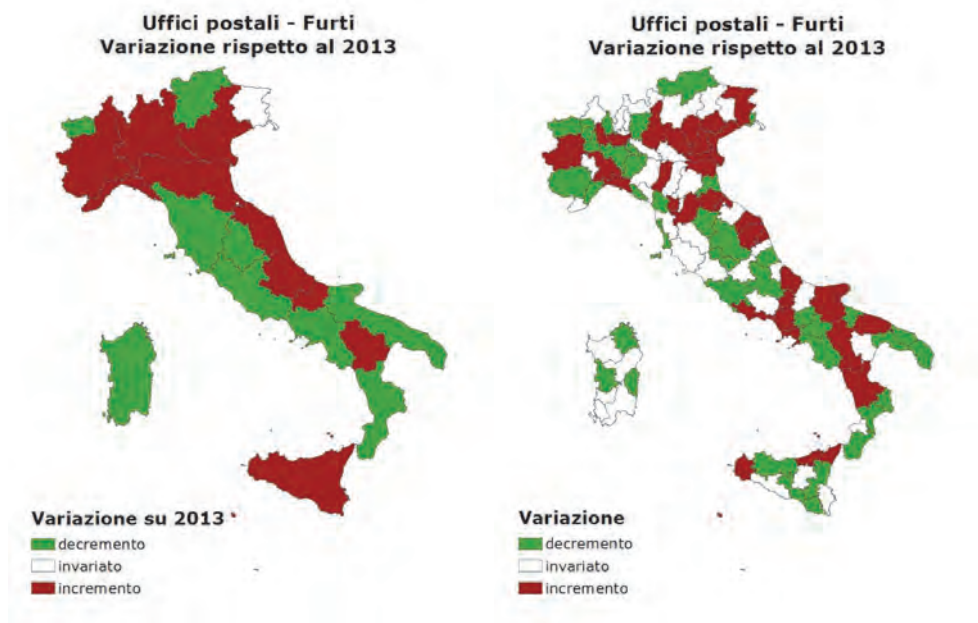 Uffici postali - Furti
Variazione rispetto al 2013
Variazione su 2013
decremento
invariato
incremento
Uffici postali - Furti
Variazione rispetto al 2013
Variazione
decremento
invariato
incremento